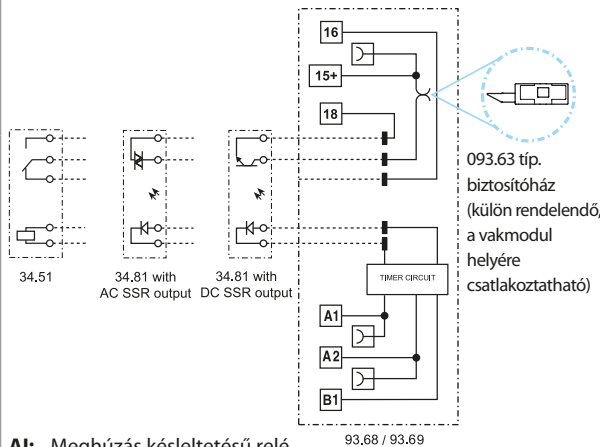 16
15+
18
093.63 típ.
biztosítóház
(külön rendelendő,
a vakmodul
helyére
csatlakoztatható)
34.51
34.81 with
AC SSR output
34.81 with
DC SSR output
TIMER CIRCUIT
A1
A2
B1
93.68 / 93.69
AI: Meghúzás késleltetésű relé